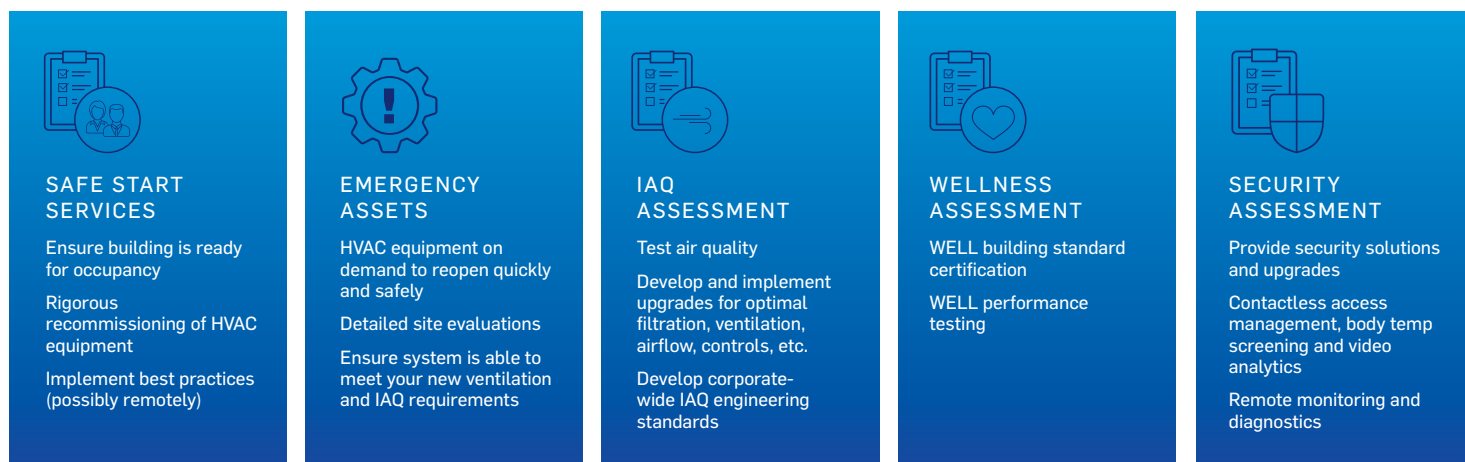 SAFE START
SERVICES
Ensure building is ready
for occupancy
Rigorous
recommissioning of HVAC
equipment
Implement best practices
(possibly remotely)
EMERGENCY
ASSETS
HVAC equipment on
demand to reopen quickly
and safely
Detailed site evaluations
Ensure system is able to
meet your new ventilation
and IAQ requirements
IAQ
ASSESSMENT
Test air quality
Develop and implement
upgrades for optimal
filtration, ventilation,
airflow, controls, etc.
Develop corporate-
wide IAQ engineering
standards
WELLNESS
ASSESSMENT
WELL building standard
certification
WELL performance
testing
SECURITY
ASSESSMENT
Provide security solutions
and upgrades
Contactless access
management, body temp
screening and video
analytics
Remote monitoring and
diagnostics